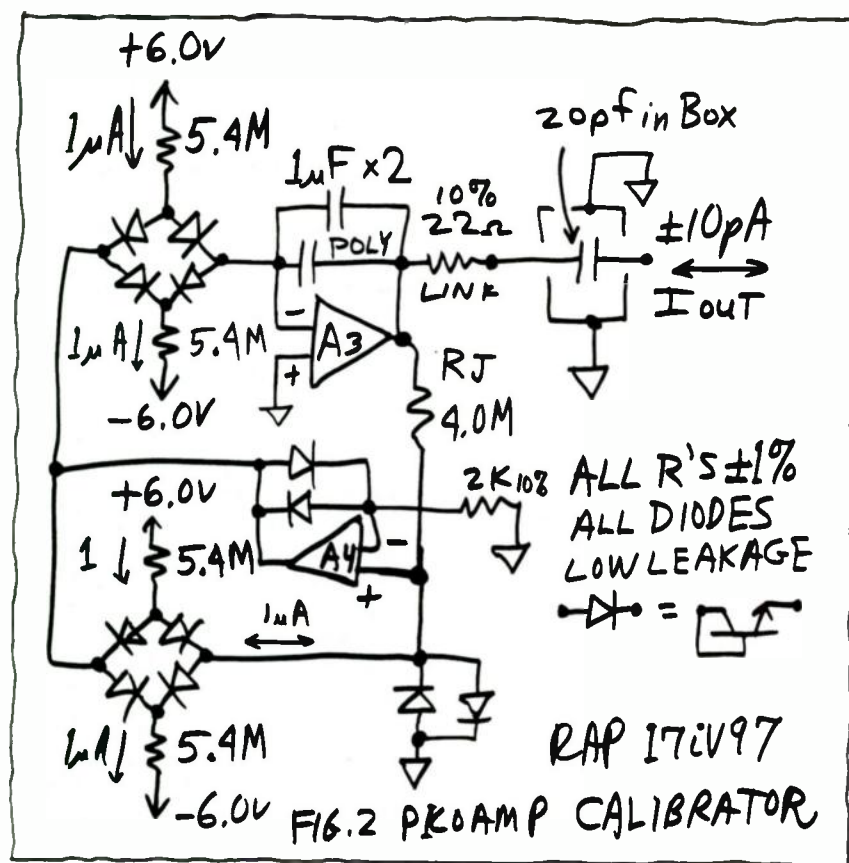 +6.0V
1μA 5.4M
1μF x2
POLY
10%
22Ω
LINK
20pf in Box
±10pA
IOUT
-
A3
+
1μA 5.4M
-6.0V
RJ
4.0M
+6.0V
1 5.4M
A4
-
+
2K 10%
1μA
ALL R'S ±1%
ALL DIODES
LOW LEAKAGE
=
1μA 5.4M
-6.0V
RAP 17iV97
FIG.2 PICOAMP CALIBRATOR